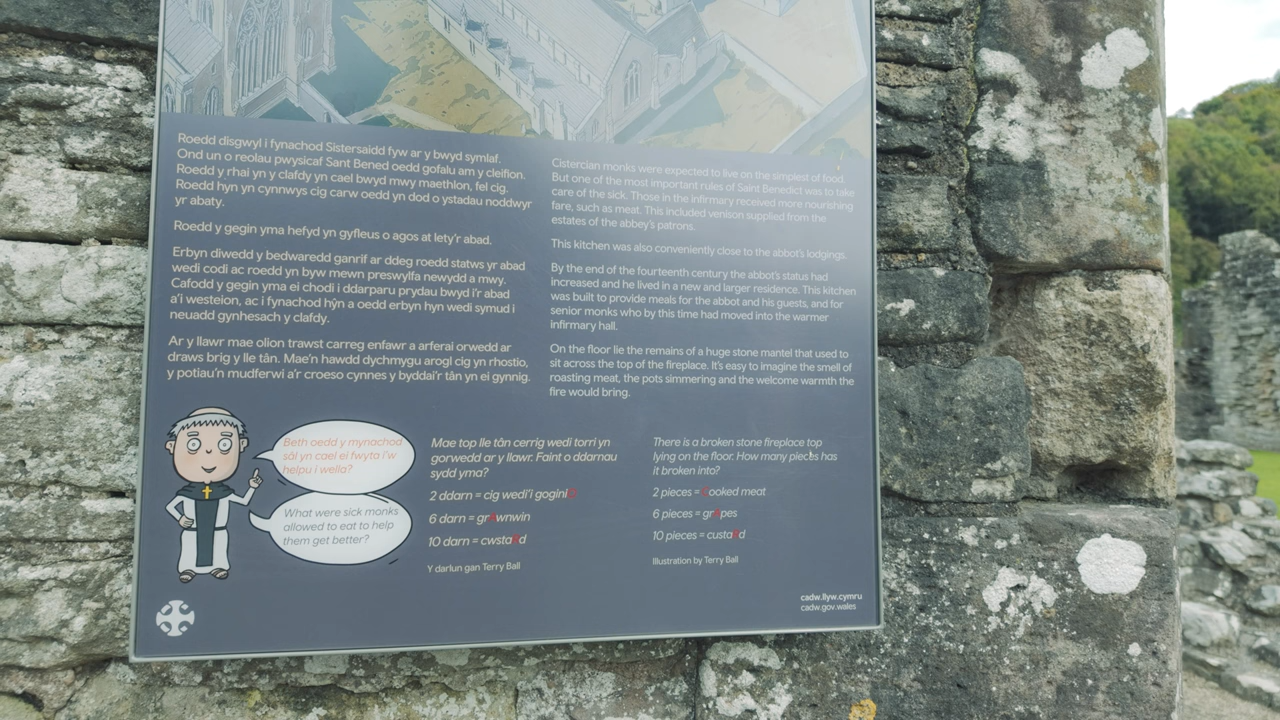 Roedd disgwyl i fynachod Sistersaidd fyw ar y bwyd symlaf.
Ond un o reolau pwysicaf Sant Bened oedd gofalu am y cleifion.
Roedd y rhai yn y clafdy yn cael bwyd mwy maethlon, fel cig.
Roedd hyn yn cynnwys cig carw oedd yn dod o ystadau noddwyr
yr abaty.
Roedd y gegin yma hefyd yn gyfleus o agos at lety'r abad.
Erbyn diwedd y bedwaredd ganrif ar ddeg roedd statws yr abad
wedi codi ac roedd yn byw mewn preswylfa newydd a mwy.
Cafodd y gegin yma ei chodi i ddarparu prydau bwyd i'r abad
a'i westeion, ac i fynachod hŷn a oedd erbyn hyn wedi symud i
neuadd gynhesach y clafdy.
Ar y llawr mae olion trawst carreg enfawr a arferai orwedd ar
draws brig y lle tân. Mae'n hawdd dychmygu arogl cig yn rhostio,
y potiau'n mudferwi a'r croeso cynnes y byddai'r tân yn ei gynnig.
Cistercian monks were expected to live on the simplest of food.
But one of the most important rules of Saint Benedict was to take
care of the sick. Those in the infirmary received more nourishing
fare, such as meat. This included venison supplied from the
estates of the abbey's patrons.
This kitchen was also conveniently close to the abbot's lodgings.
By the end of the fourteenth century the abbot's status had
increased and he lived in a new and larger residence. This kitchen
was built to provide meals for the abbot and his guests, and for
senior monks who by this time had moved into the warmer
infirmary hall.
On the floor lie the remains of a huge stone mantel that used to
sit across the top of the fireplace. It's easy to imagine the smell of
roasting meat, the pots simmering and the welcome warmth the
fire would bring.
Beth oedd y mynachod
sâl yn cael ei fwyta i'w
helpu i wella?
What were sick monks
allowed to eat to help
them get better?
Mae top lle tân cerrig wedi torri yn
gorwedd ar y llawr. Faint o ddarnau
sydd yma?
2 ddarn = cig wedi'i goginiO
6 darn = grAwnwin
10 darn = cwstaRd
Y darlun gan Terry Ball
There is a broken stone fireplace top
lying on the floor. How many pieces has
it broken into?
2 pieces = Cooked meat
6 pieces = grApes
10 pieces = custaRd
Illustration by Terry Ball
cadw.llyw.cymru
cadw.gov.wales